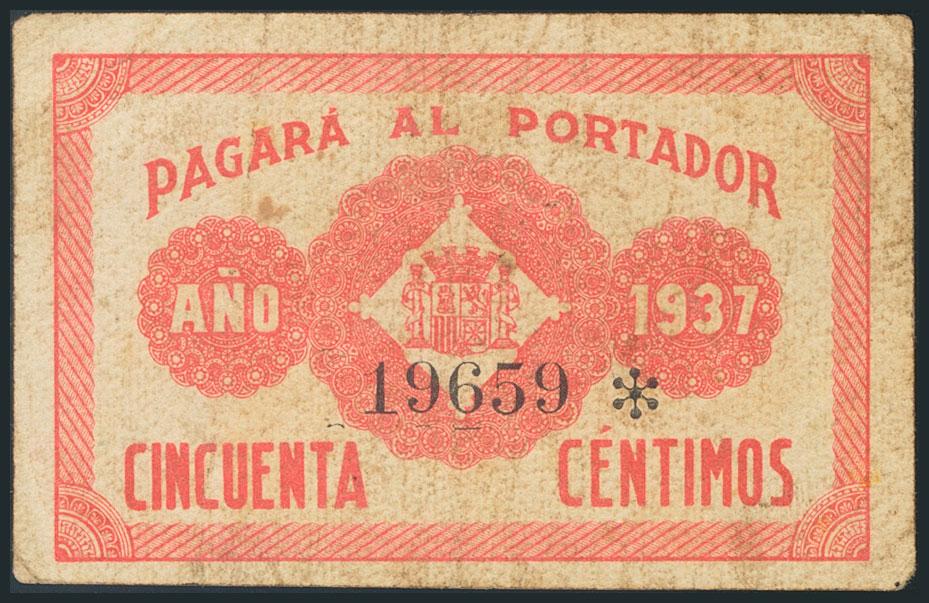 PAGARÁ AL PORTADOR
AÑO 1937
19659 *
CINCUENTA CÉNTIMOS